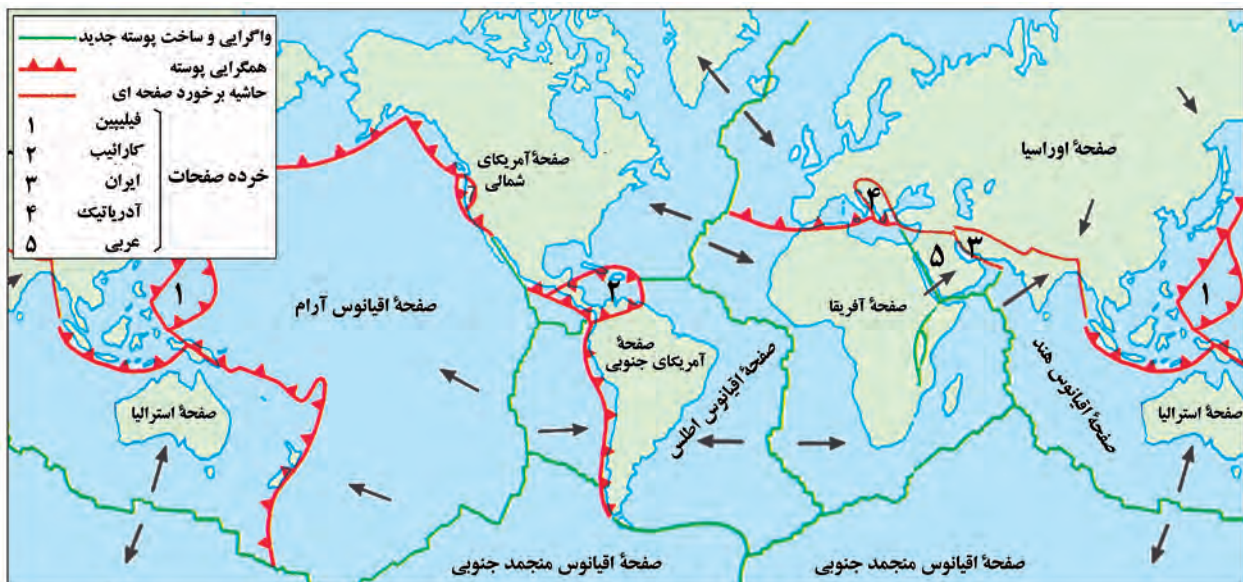 واگرایی و ساخت پوسته جدید
همگرایی پوسته
حاشیه برخورد صفحه ای
خرده صفحات
۱ فیلیپین
۲ کارائیب
۳ ایران
۴ آدریاتیک
۵ عربی
صفحهٔ آمریکای
شمالی
صفحهٔ اوراسیا
۴
۳
۵
۲
۱
۱
صفحهٔ اقیانوس آرام
صفحهٔ آفریقا
صفحهٔ
آمریکای جنوبی
صفحهٔ اقیانوس اطلس
صفحهٔ اقیانوس هند
صفحهٔ استرالیا
صفحهٔ استرالیا
صفحهٔ اقیانوس منجمد جنوبی
صفحهٔ اقیانوس منجمد جنوبی